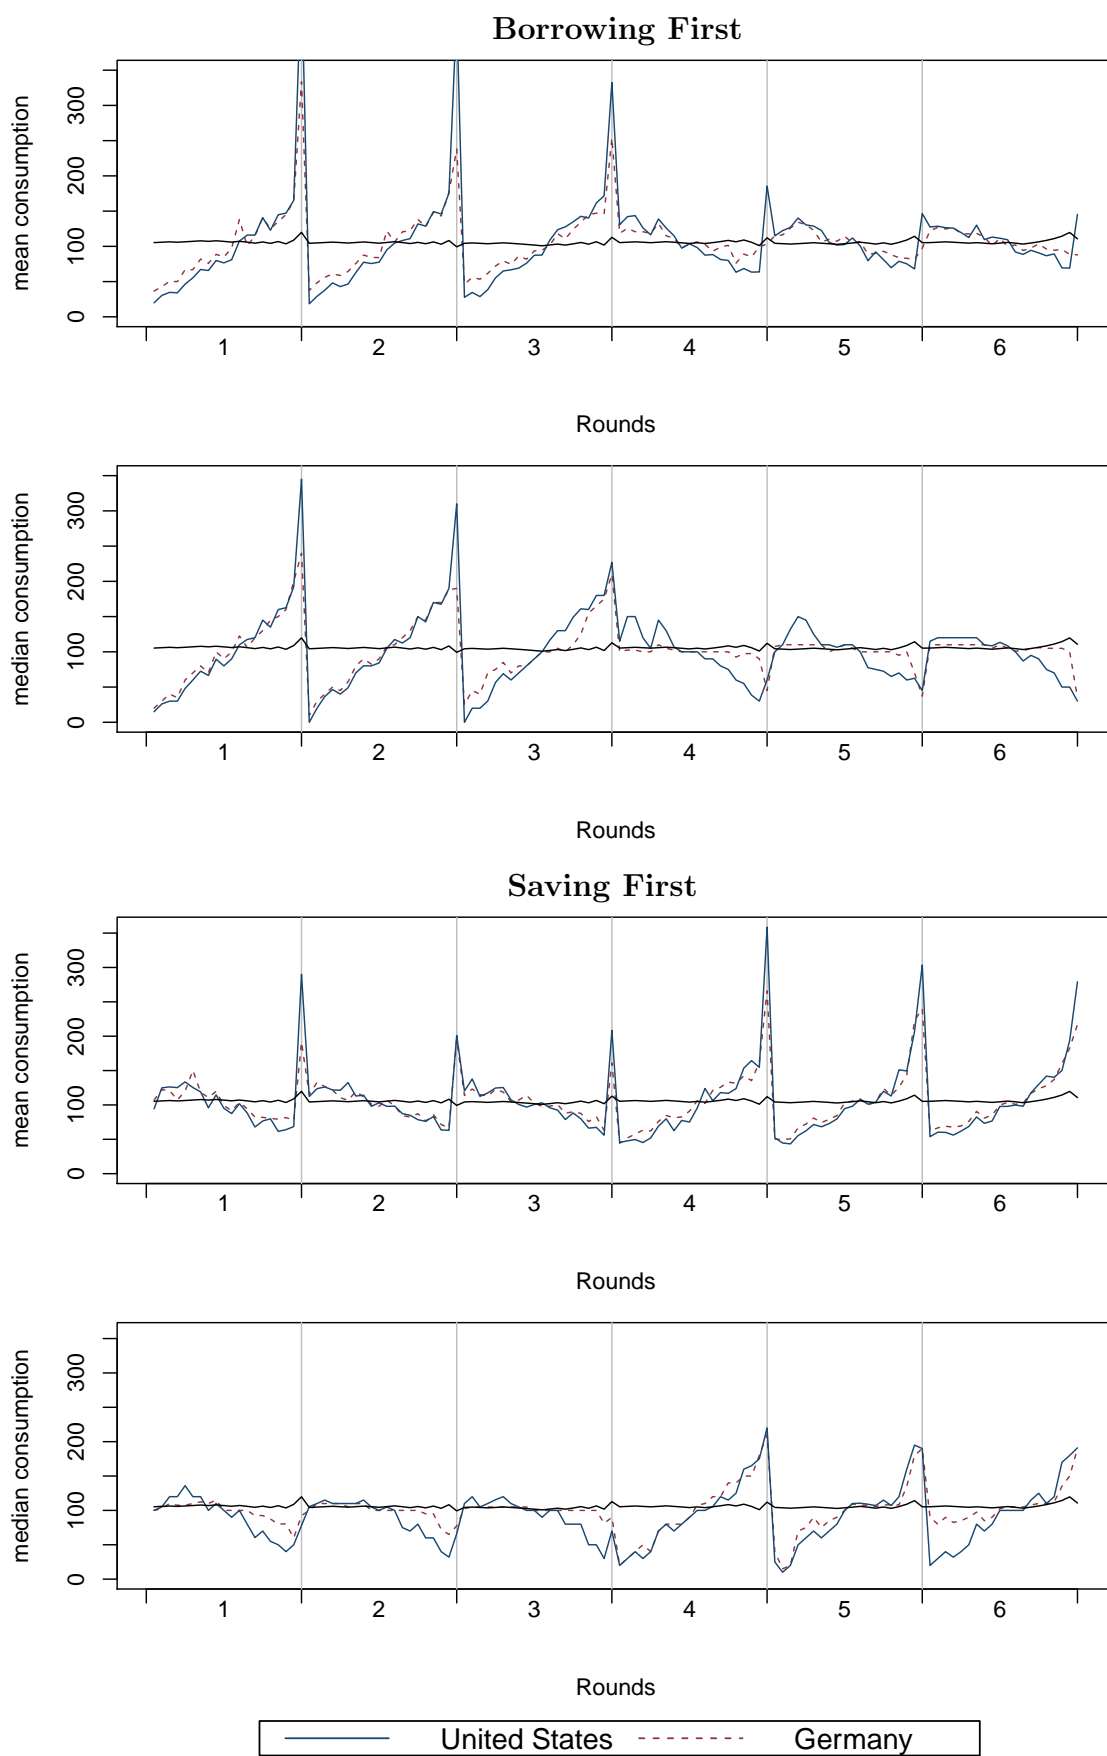 Borrowing First
mean consumption
300
200
100
0
1 2 3 4 5 6
Rounds
median consumption
300
200
100
0
1 2 3 4 5 6
Rounds
Saving First
mean consumption
300
200
100
0
1 2 3 4 5 6
Rounds
median consumption
300
200
100
0
1 2 3 4 5 6
Rounds
United States Germany